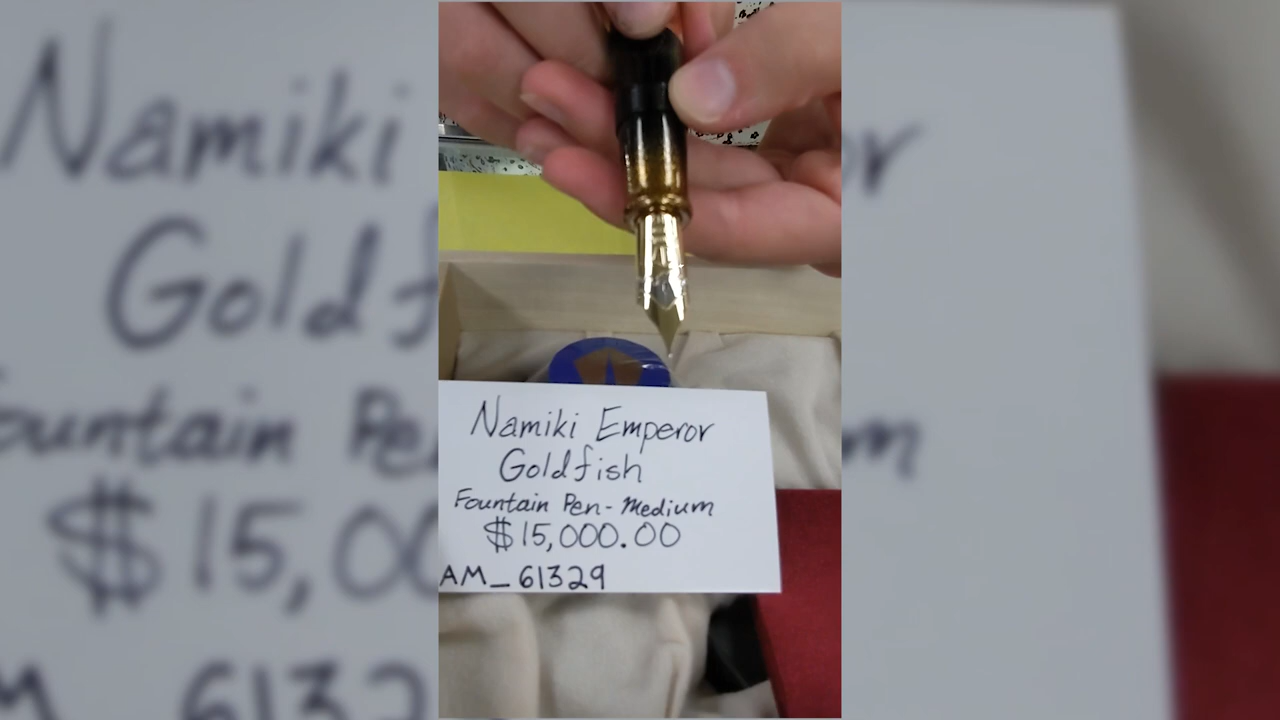 Namiki Emperor
Goldfish
Fountain Pen - Medium
$15,000.00
AM_61329